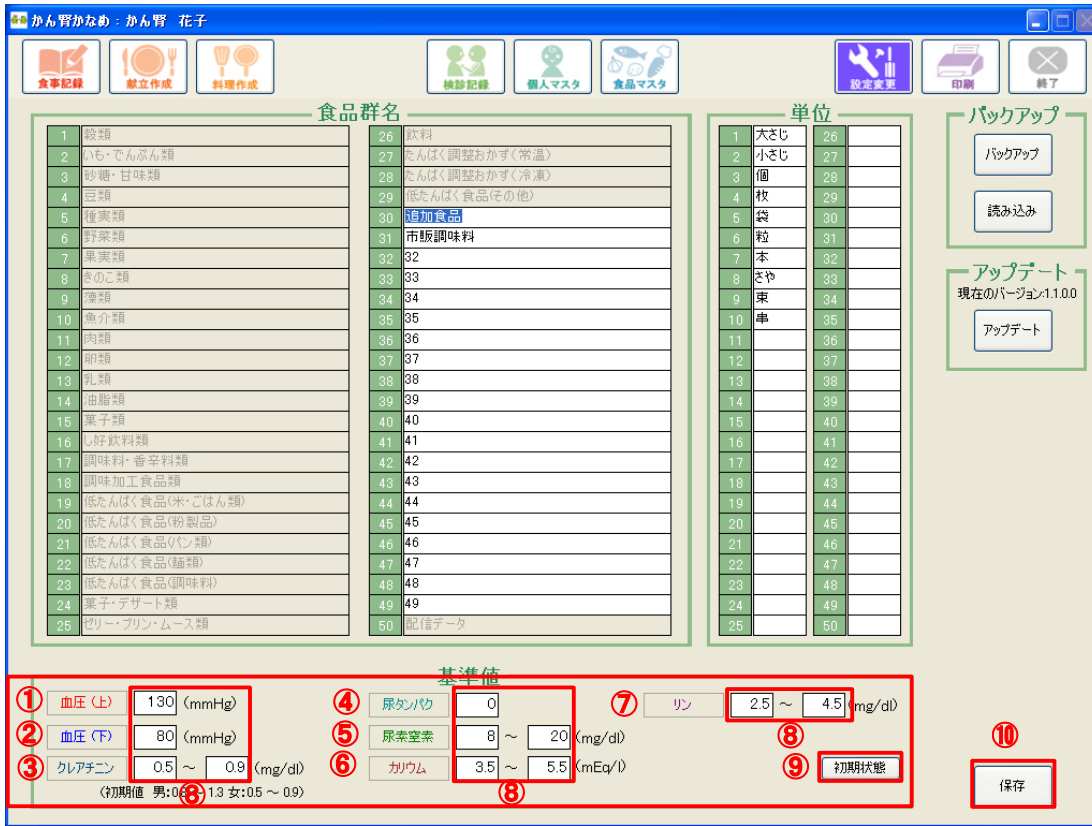 かん腎かなめ：かん腎　花子
食事記録 献立作成 料理作成 検診記録 個人マスタ 食品マスタ 設定変更 印刷 終了
食品群名 単位 バックアップ
1 穀類 26 飲料 1 大さじ 26
2 いも・でんぷん類 27 たんぱく調整おかず(常温) 2 小さじ 27
バックアップ
3 砂糖・甘味類 28 たんぱく調整おかず(冷凍) 3 個 28
4 豆類 29 低たんぱく食品(その他) 4 枚 29
5 種実類 30 追加食品 5 袋 30
読み込み
6 野菜類 31 市販調味料 6 粒 31
7 果実類 32 32 7 本 32
8 きのこ類 33 33 8 さや 33
アップデート
9 藻類 34 34 9 束 34
現在のバージョン:1.1.0.0
10 魚介類 35 35 10 串 35
11 肉類 36 36 11 36
アップデート
12 卵類 37 37 12 37
13 乳類 38 38 13 38
14 油脂類 39 39 14 39
15 菓子類 40 40 15 40
16 し好飲料類 41 41 16 41
17 調味料・香辛料類 42 42 17 42
18 調味加工食品類 43 43 18 43
19 低たんぱく食品(米・ごはん類) 44 44 19 44
20 低たんぱく食品(粉製品) 45 45 20 45
21 低たんぱく食品(パン類) 46 46 21 46
22 低たんぱく食品(麺類) 47 47 22 47
23 低たんぱく食品(調味料) 48 48 23 48
24 菓子・デザート類 49 49 24 49
25 ゼリー・プリン・ムース類 50 配信データ 25 50
基準値
① 血圧(上) 130 (mmHg) ④ 尿タンパク 0 ⑦ リン 2.5 ～ 4.5 (mg/dl)
② 血圧(下) 80 (mmHg) ⑤ 尿素窒素 8 ～ 20 (mg/dl) ⑧ ⑩
③ クレアチニン 0.5 ～ 0.9 (mg/dl) ⑥ カリウム 3.5 ～ 5.5 (mEq/l) ⑨ 初期状態 保存
(初期値 男:0. ⑧ 1.3 女:0.5 ～ 0.9) ⑧